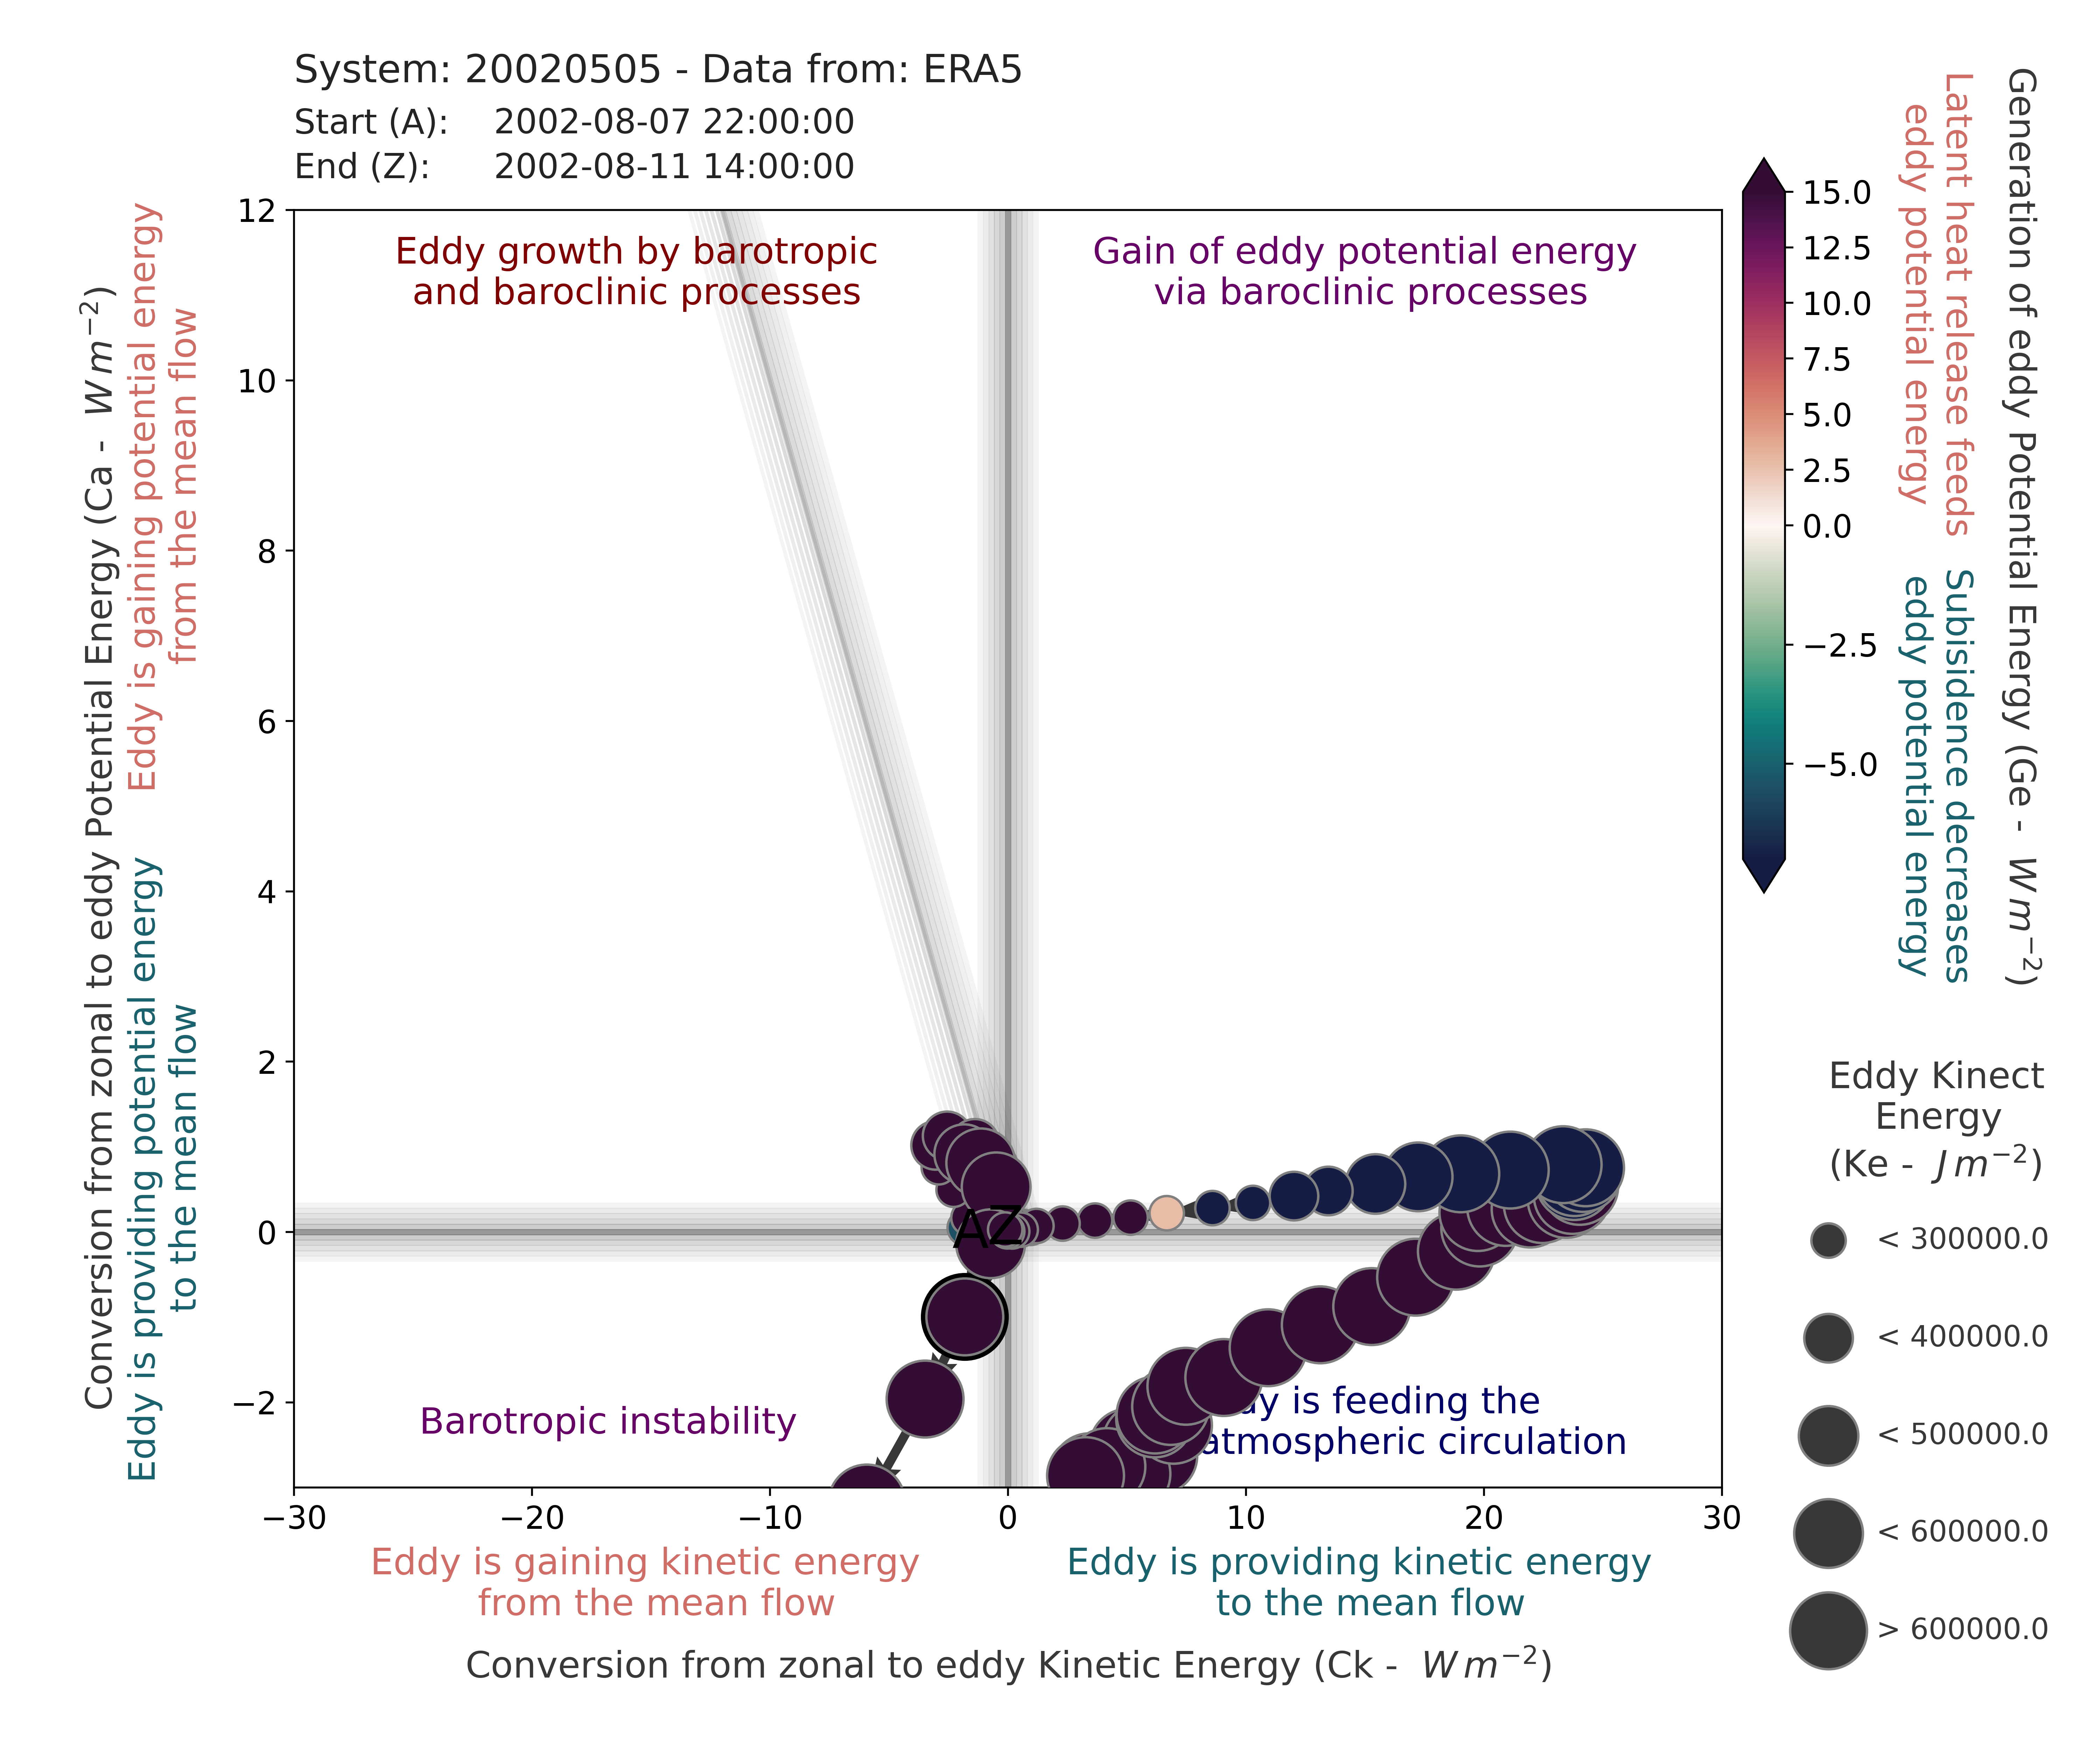 System: 20020505 - Data from: ERA5
Start (A): 2002-08-07 22:00:00
End (Z): 2002-08-11 14:00:00
Conversion from zonal to eddy Potential Energy (Ca - W m⁻²)
Eddy is gaining potential energy
from the mean flow
Eddy is providing potential energy
to the mean flow
12
10
8
6
4
2
0
−2
Eddy growth by barotropic
and baroclinic processes
Gain of eddy potential energy
via baroclinic processes
AZ
Barotropic instability
is feeding the
atmospheric circulation
−30
−20
−10
0
10
20
30
Eddy is gaining kinetic energy
from the mean flow
Eddy is providing kinetic energy
to the mean flow
Conversion from zonal to eddy Kinetic Energy (Ck - W m⁻²)
15.0
12.5
10.0
7.5
5.0
2.5
0.0
−2.5
−5.0
Latent heat release feeds
eddy potential energy
Subisidence decreases
eddy potential energy
Generation of eddy Potential Energy (Ge - W m⁻²)
Eddy Kinect
Energy
(Ke - J m⁻²)
< 300000.0
< 400000.0
< 500000.0
< 600000.0
> 600000.0